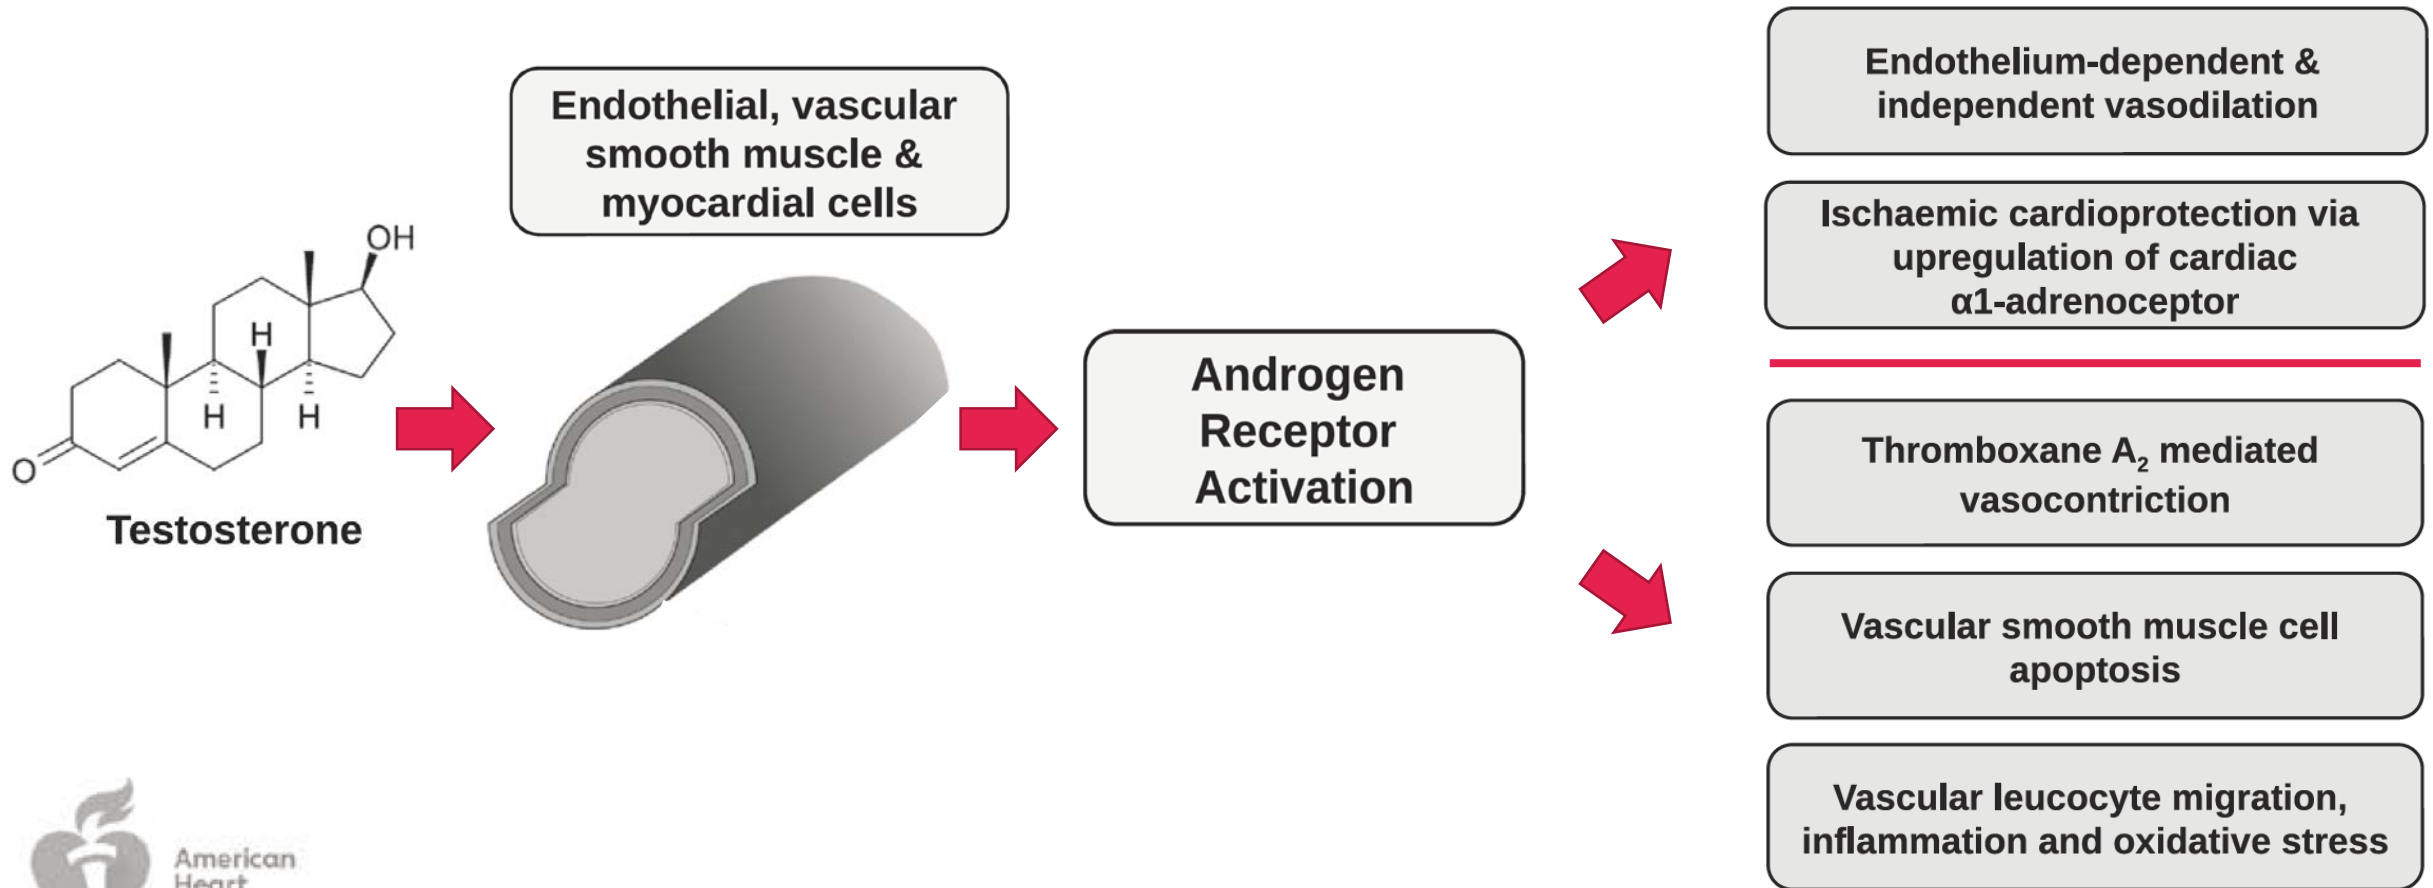 Endothelial, vascular
smooth muscle &
myocardial cells
OH
H
H
H
O
Testosterone
Androgen
Receptor
Activation
Endothelium-dependent &
independent vasodilation
Ischaemic cardioprotection via
upregulation of cardiac
α1-adrenoceptor
Thromboxane A₂ mediated
vasocontriction
Vascular smooth muscle cell
apoptosis
Vascular leucocyte migration,
inflammation and oxidative stress
American
Heart